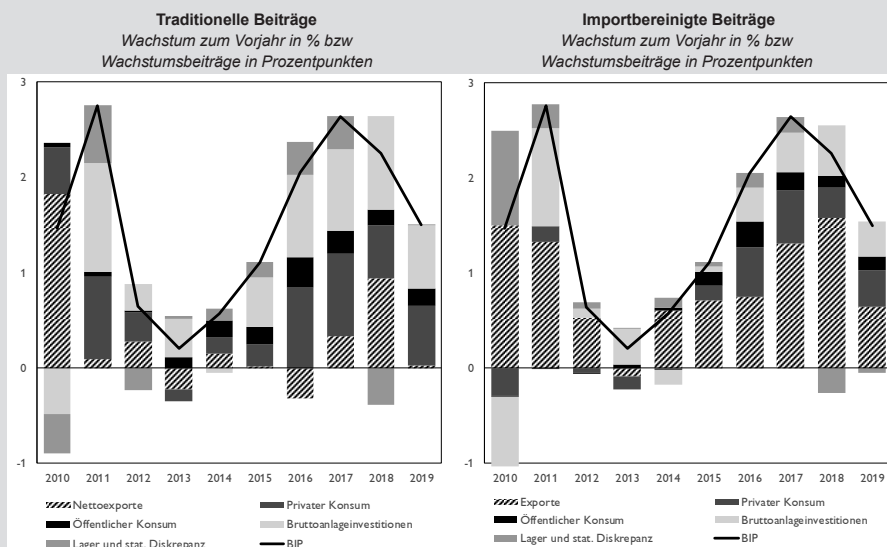 Traditionelle Beiträge
Wachstum zum Vorjahr in % bzw
Wachstumsbeiträge in Prozentpunkten
3
2
1
0
-1
2010 2011 2012 2013 2014 2015 2016 2017 2018 2019
Nettoexporte Privater Konsum
Öffentlicher Konsum Bruttoanlageinvestitionen
Lager und stat. Diskrepanz BIP
Importbereinigte Beiträge
Wachstum zum Vorjahr in % bzw
Wachstumsbeiträge in Prozentpunkten
3
2
1
0
-1
2010 2011 2012 2013 2014 2015 2016 2017 2018 2019
Exporte Privater Konsum
Öffentlicher Konsum Bruttoanlageinvestitionen
Lager und stat. Diskrepanz BIP